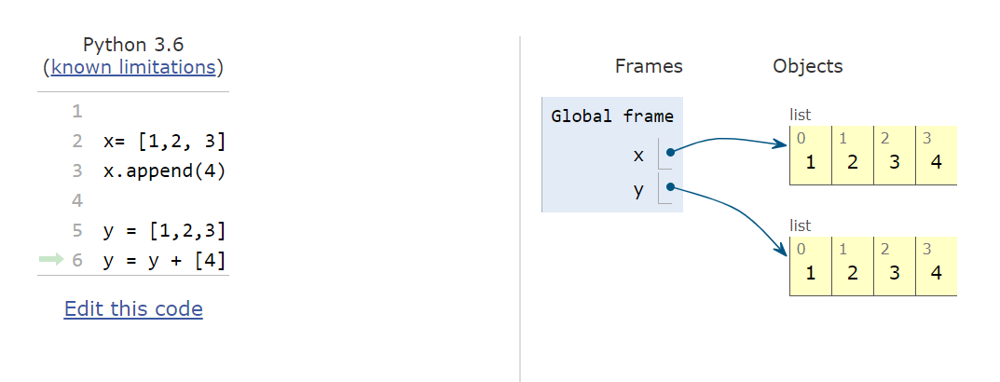 Python 3.6
(known limitations)
1
2 x= [1,2, 3]
3 x.append(4)
4
5 y = [1,2,3]
6 y = y + [4]
Edit this code
Frames
Objects
Global frame
x
y
list
0 1 2 3
1 2 3 4
list
0 1 2 3
1 2 3 4